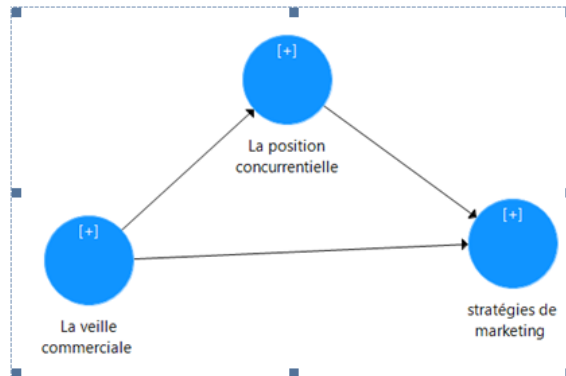 [+]
La position
concurrentielle
[+]
[+]
La veille
commerciale
stratégies de
marketing